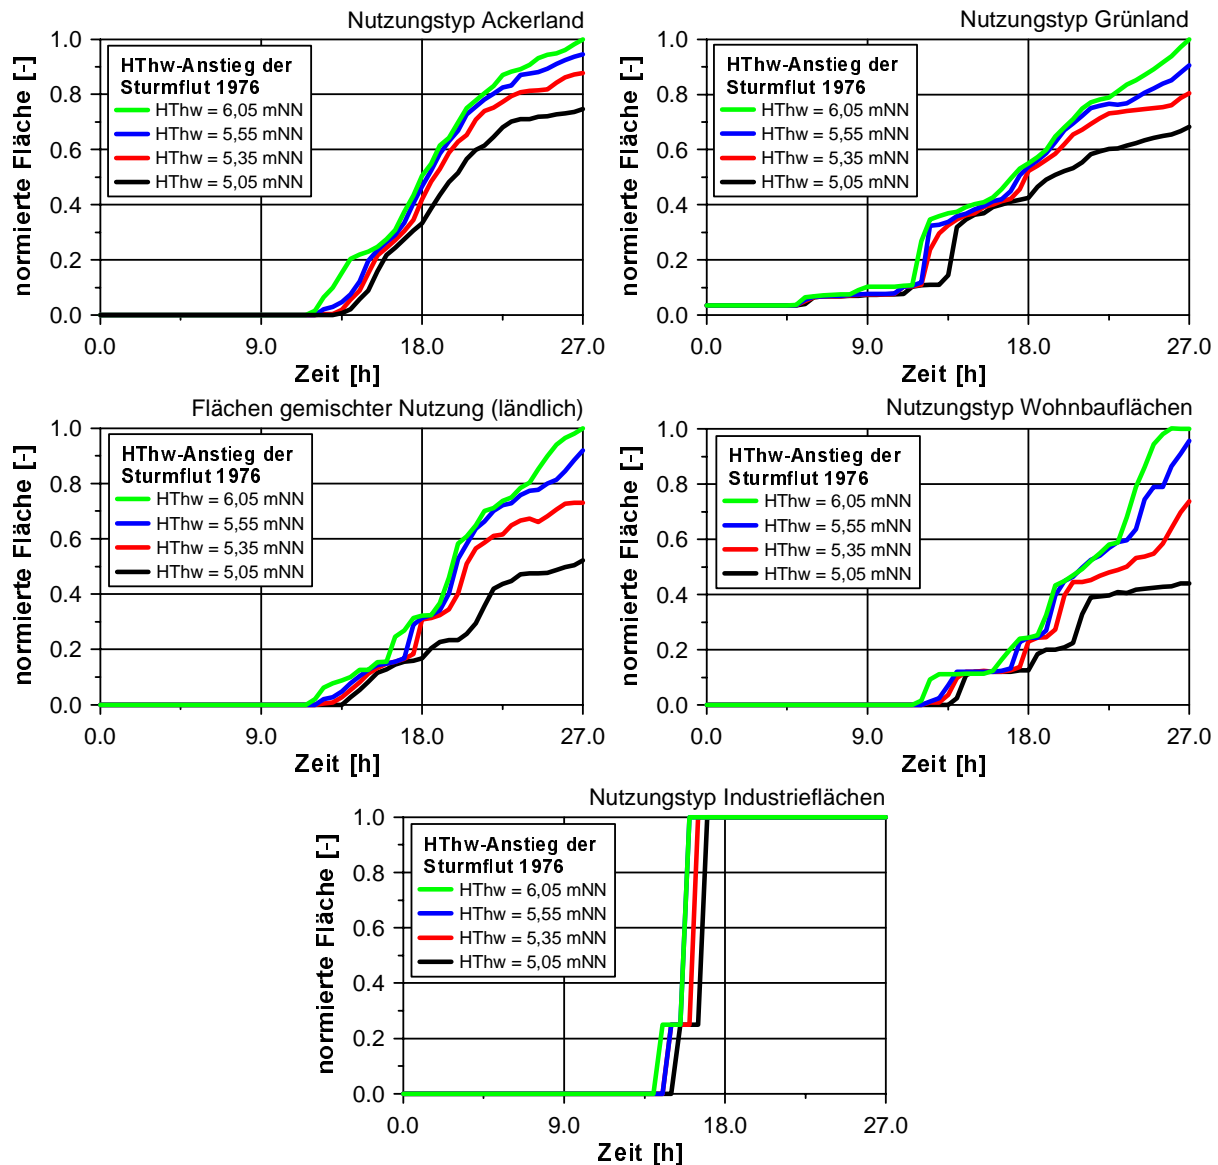 Nutzungstyp Ackerland
normierte Fläche [-]
1.0
0.8
0.6
0.4
0.2
0.0
HThw-Anstieg der
Sturmflut 1976
HThw = 6,05 mNN
HThw = 5,55 mNN
HThw = 5,35 mNN
HThw = 5,05 mNN
0.0 9.0 18.0 27.0
Zeit [h]
Nutzungstyp Grünland
normierte Fläche [-]
1.0
0.8
0.6
0.4
0.2
0.0
HThw-Anstieg der
Sturmflut 1976
HThw = 6,05 mNN
HThw = 5,55 mNN
HThw = 5,35 mNN
HThw = 5,05 mNN
0.0 9.0 18.0 27.0
Zeit [h]
Flächen gemischter Nutzung (ländlich)
normierte Fläche [-]
1.0
0.8
0.6
0.4
0.2
0.0
HThw-Anstieg der
Sturmflut 1976
HThw = 6,05 mNN
HThw = 5,55 mNN
HThw = 5,35 mNN
HThw = 5,05 mNN
0.0 9.0 18.0 27.0
Zeit [h]
Nutzungstyp Wohnbauflächen
normierte Fläche [-]
1.0
0.8
0.6
0.4
0.2
0.0
HThw-Anstieg der
Sturmflut 1976
HThw = 6,05 mNN
HThw = 5,55 mNN
HThw = 5,35 mNN
HThw = 5,05 mNN
0.0 9.0 18.0 27.0
Zeit [h]
Nutzungstyp Industrieflächen
normierte Fläche [-]
1.0
0.8
0.6
0.4
0.2
0.0
HThw-Anstieg der
Sturmflut 1976
HThw = 6,05 mNN
HThw = 5,55 mNN
HThw = 5,35 mNN
HThw = 5,05 mNN
0.0 9.0 18.0 27.0
Zeit [h]